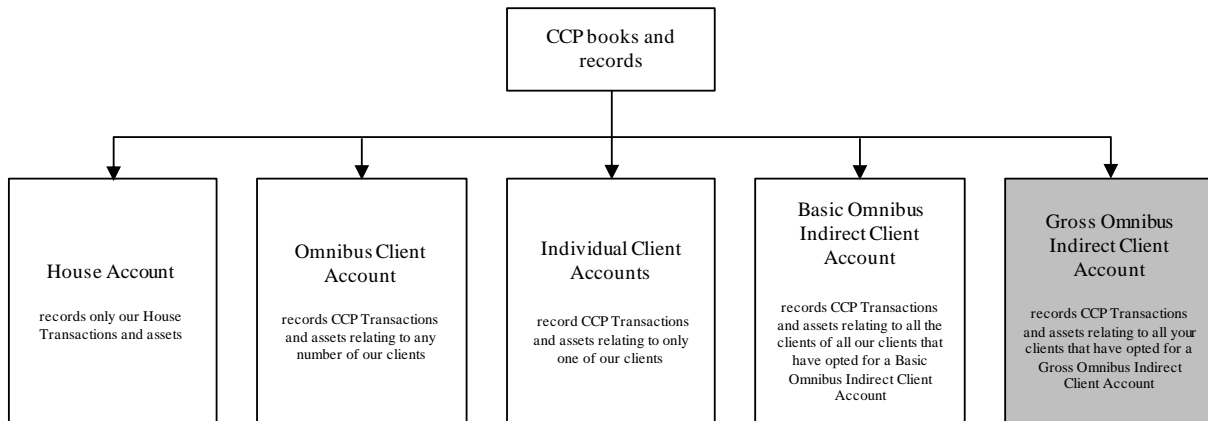 CCP books and
records
House Account
records only our House
Transactions and assets
Omnibus Client
Account
records CCP Transactions
and assets relating to any
number of our clients
Individual Client
Accounts
record CCP Transactions
and assets relating to only
one of our clients
Basic Omnibus
Indirect Client
Account
records CCP Transactions
and assets relating to all the
clients of all our clients that
have opted for a Basic
Omnibus Indirect Client
Account
Gross Omnibus
Indirect Client
Account
records CCP Transactions
and assets relating to all your
clients that have opted for a
Gross Omnibus Indirect
Client Account